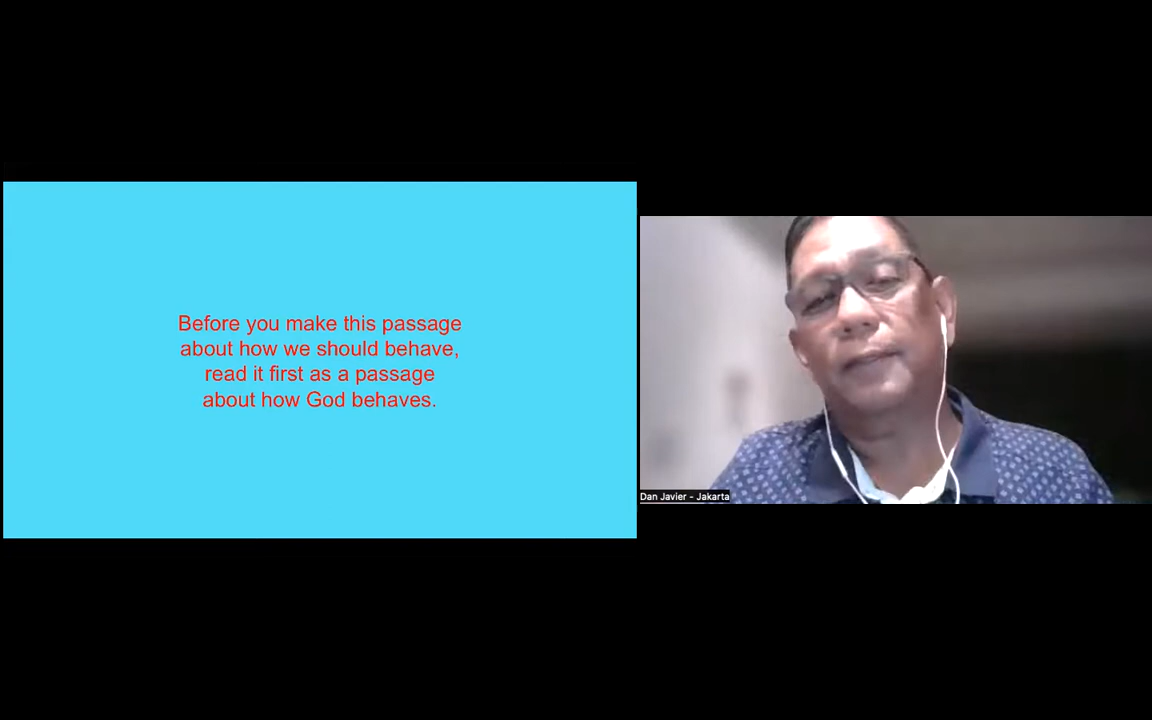 Before you make this passage
about how we should behave,
read it first as a passage
about how God behaves.
Dan Javier - Jakarta